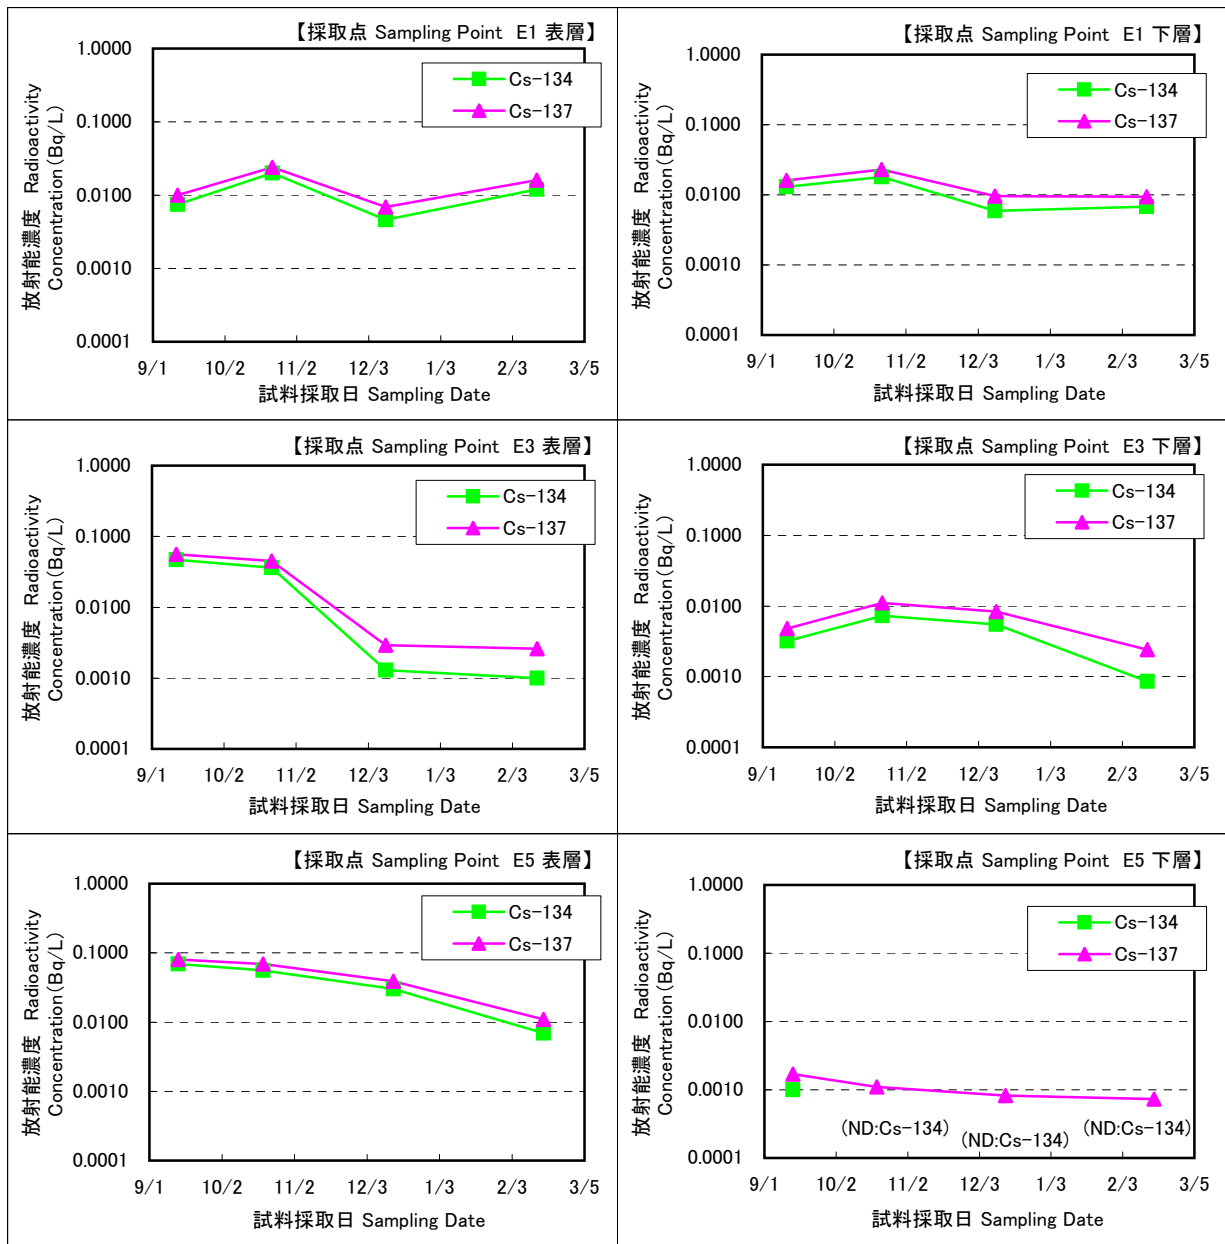 【採取点 Sampling Point E1 表層】
1.0000
0.1000
0.0100
0.0010
0.0001
放射能濃度 Radioactivity
Concentration(Bq/L)
Cs-134
Cs-137
9/1 10/2 11/2 12/3 1/3 2/3 3/5
試料採取日 Sampling Date
【採取点 Sampling Point E1 下層】
1.0000
0.1000
0.0100
0.0010
0.0001
放射能濃度 Radioactivity
Concentration(Bq/L)
Cs-134
Cs-137
9/1 10/2 11/2 12/3 1/3 2/3 3/5
試料採取日 Sampling Date
【採取点 Sampling Point E3 表層】
1.0000
0.1000
0.0100
0.0010
0.0001
放射能濃度 Radioactivity
Concentration(Bq/L)
Cs-134
Cs-137
9/1 10/2 11/2 12/3 1/3 2/3 3/5
試料採取日 Sampling Date
【採取点 Sampling Point E3 下層】
1.0000
0.1000
0.0100
0.0010
0.0001
放射能濃度 Radioactivity
Concentration(Bq/L)
Cs-134
Cs-137
9/1 10/2 11/2 12/3 1/3 2/3 3/5
試料採取日 Sampling Date
【採取点 Sampling Point E5 表層】
1.0000
0.1000
0.0100
0.0010
0.0001
放射能濃度 Radioactivity
Concentration(Bq/L)
Cs-134
Cs-137
9/1 10/2 11/2 12/3 1/3 2/3 3/5
試料採取日 Sampling Date
【採取点 Sampling Point E5 下層】
1.0000
0.1000
0.0100
0.0010
0.0001
放射能濃度 Radioactivity
Concentration(Bq/L)
Cs-134
Cs-137
(ND:Cs-134) (ND:Cs-134) (ND:Cs-134)
9/1 10/2 11/2 12/3 1/3 2/3 3/5
試料採取日 Sampling Date